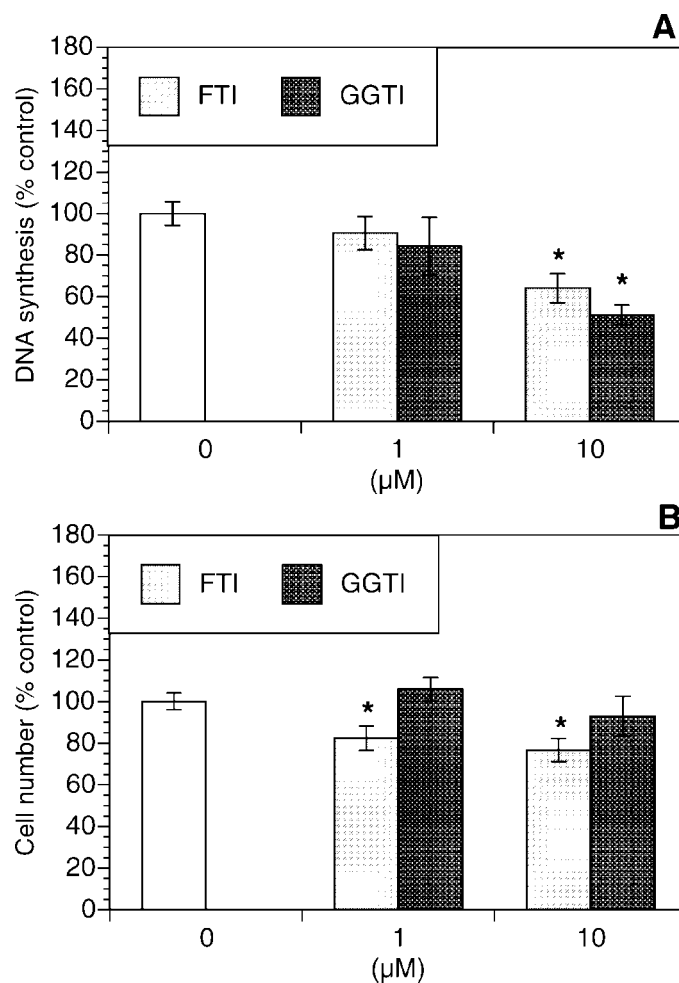 A
180
160
140
120
100
80
60
40
20
0
DNA synthesis (% control)
FTI GGTI
* *
0 1 10
(µM)
B
180
160
140
120
100
80
60
40
20
0
Cell number (% control)
FTI GGTI
* *
0 1 10
(µM)